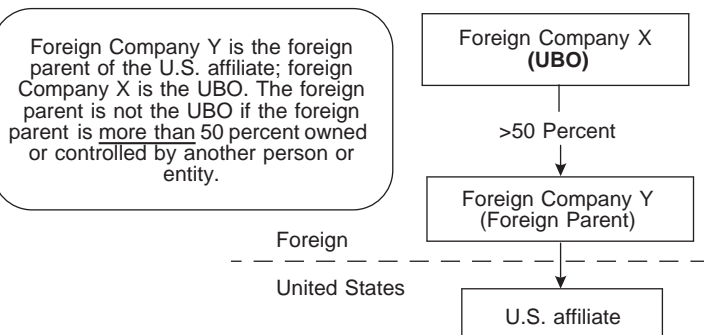 Foreign Company Y is the foreign
parent of the U.S. affiliate; foreign
Company X is the UBO. The foreign
parent is not the UBO if the foreign
parent is more than 50 percent owned
or controlled by another person or
entity.
Foreign Company X
(UBO)
>50 Percent
Foreign Company Y
(Foreign Parent)
Foreign
United States
U.S. affiliate